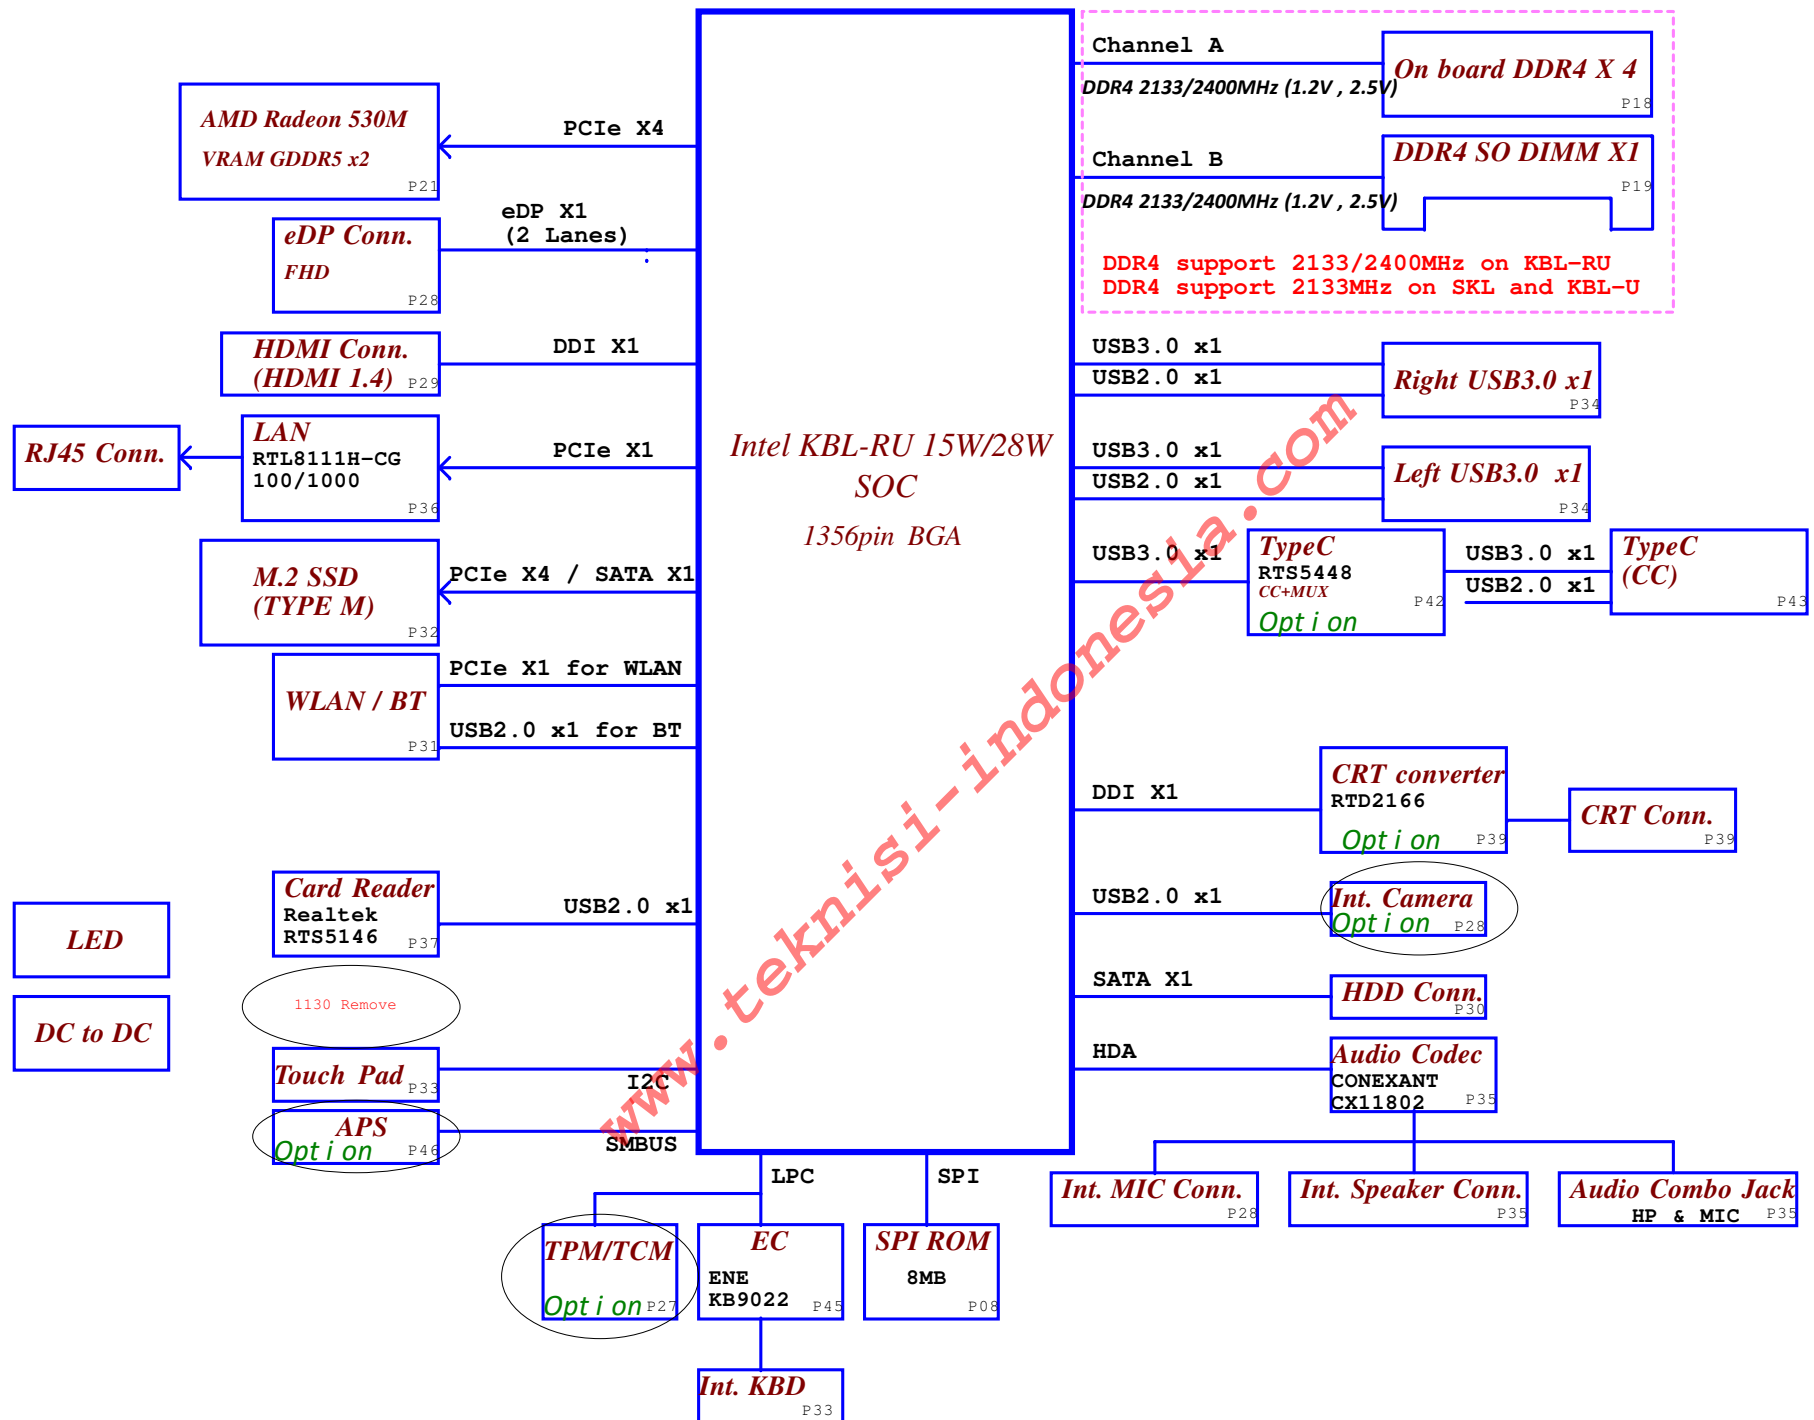 AMD Radeon 530M
VRAM GDDR5 x2
P21
PCIe X4
eDP Conn.
FHD
P28
eDP X1
(2 Lanes)
HDMI Conn.
(HDMI 1.4)
P29
DDI X1
RJ45 Conn.
LAN
RTL8111H-CG
100/1000
P36
PCIe X1
M.2 SSD
(TYPE M)
P32
PCIe X4 / SATA X1
WLAN / BT
P31
PCIe X1 for WLAN
USB2.0 x1 for BT
Card Reader
Realtek
RTS5146
P37
USB2.0 x1
LED
DC to DC
1130 Remove
Touch Pad
P33
I2C
APS
Option
P46
SMBUS
Intel KBL-RU 15W/28W
SOC
1356pin BGA
Channel A
DDR4 2133/2400MHz (1.2V , 2.5V)
On board DDR4 X 4
P18
Channel B
DDR4 2133/2400MHz (1.2V , 2.5V)
DDR4 SO DIMM X1
P19
DDR4 support 2133/2400MHz on KBL-RU
DDR4 support 2133MHz on SKL and KBL-U
USB3.0 x1
USB2.0 x1
Right USB3.0 x1
P34
USB3.0 x1
USB2.0 x1
Left USB3.0 x1
P34
USB3.0 x1
TypeC
RTS5448
CC+MUX
Option
P42
USB3.0 x1
USB2.0 x1
TypeC
(CC)
P43
DDI X1
CRT converter
RTD2166
Option
P39
CRT Conn.
P39
USB2.0 x1
Int. Camera
Option
P28
SATA X1
HDD Conn.
P30
HDA
Audio Codec
CONEXANT
CX11802
P35
Int. MIC Conn.
P28
Int. Speaker Conn.
P35
Audio Combo Jack
HP & MIC
P35
LPC
SPI
TPM/TCM
Option
P27
EC
ENE
KB9022
P45
SPI ROM
8MB
P08
Int. KBD
P33
www.teknisi-indonesia.com